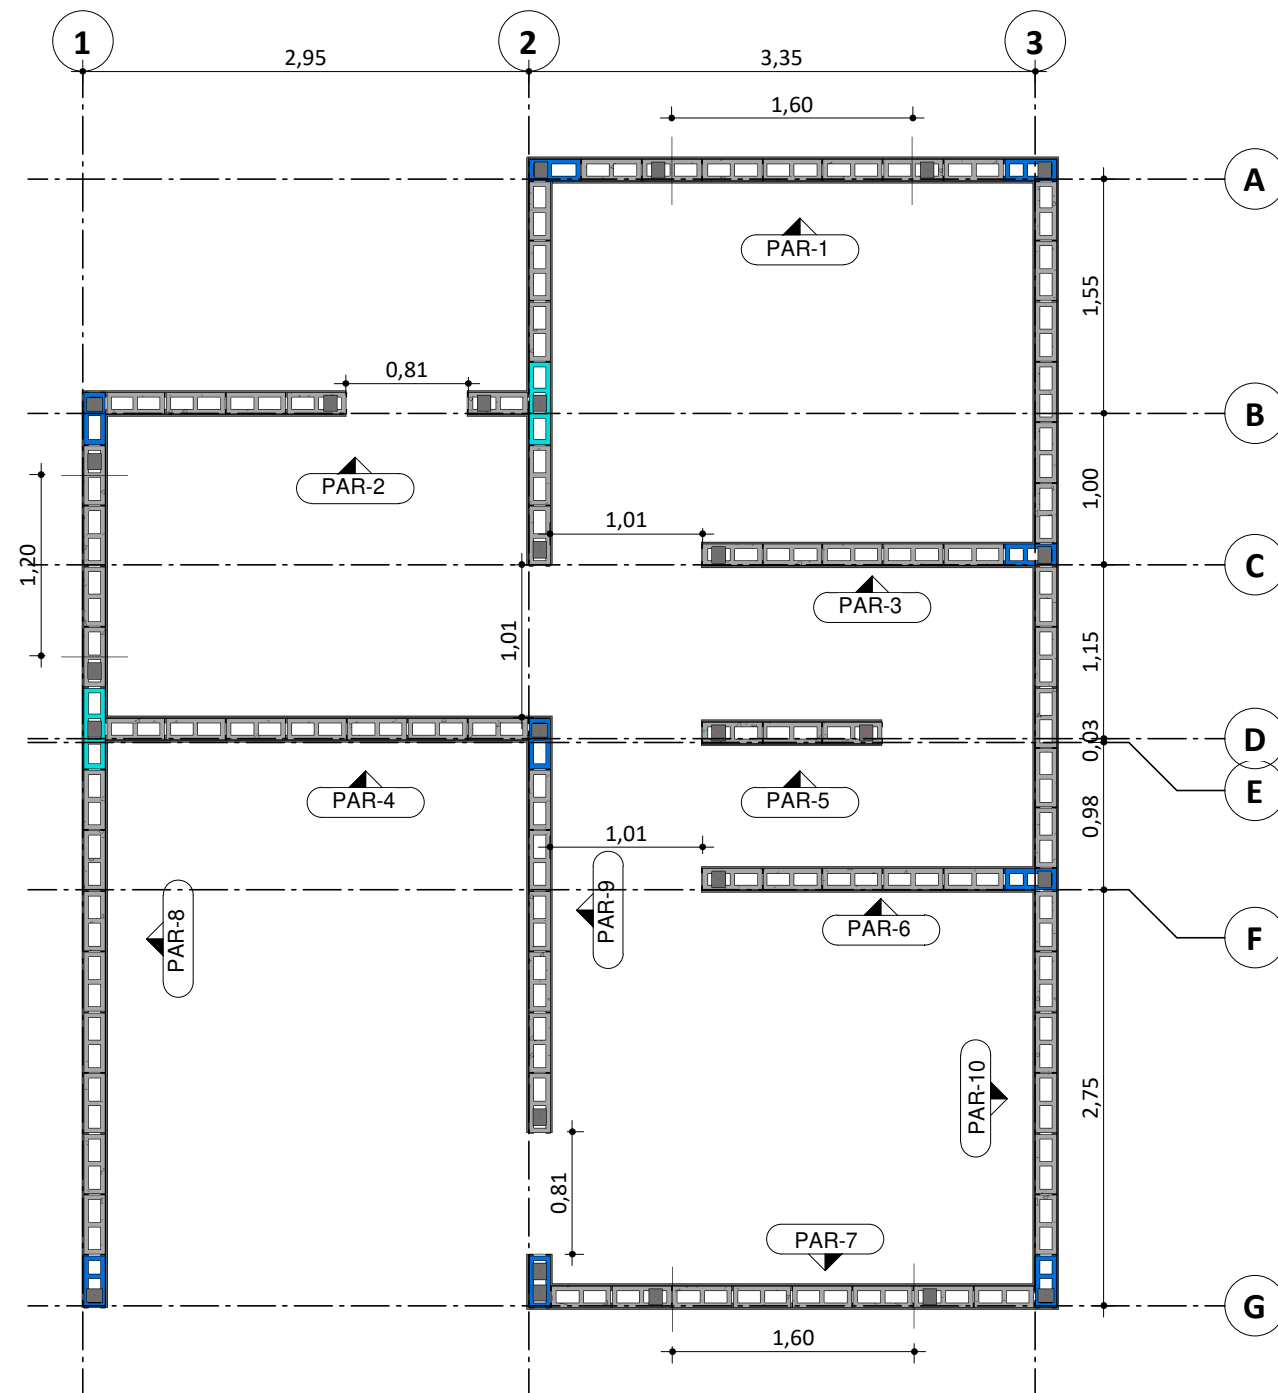 1
2
3
2,95
3,35
1,60
A
PAR-1
1,55
0,81
B
PAR-2
1,00
1,01
1,20
C
PAR-3
1,01
1,15
0,03
D
E
PAR-4
PAR-5
0,98
1,01
PAR-8
PAR-9
F
PAR-6
PAR-10
2,75
0,81
PAR-7
G
1,60